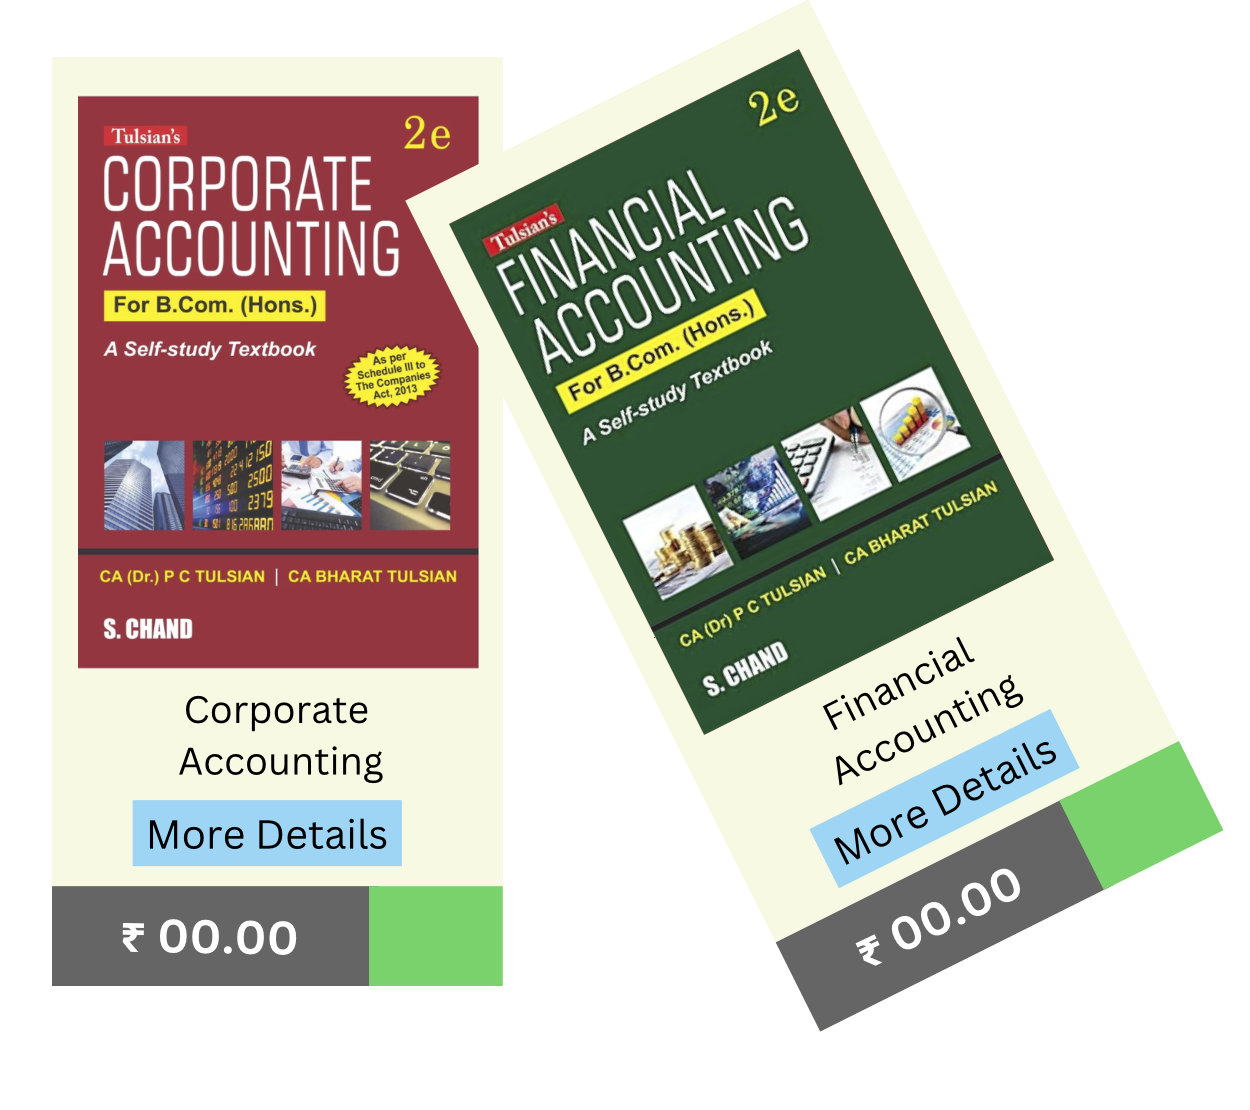 Tulsian's
2e
CORPORATE
ACCOUNTING
For B.Com. (Hons.)
A Self-study Textbook
As per
Schedule III to
The Companies
Act, 2013
CA (Dr.) P C TULSIAN | CA BHARAT TULSIAN
S. CHAND
Corporate
Accounting
More Details
₹ 00.00
2e
Tulsian's
FINANCIAL
ACCOUNTING
For B.Com. (Hons.)
A Self-study Textbook
CA (Dr) P C TULSIAN | CA BHARAT TULSIAN
S. CHAND
Financial
Accounting
More Details
₹ 00.00